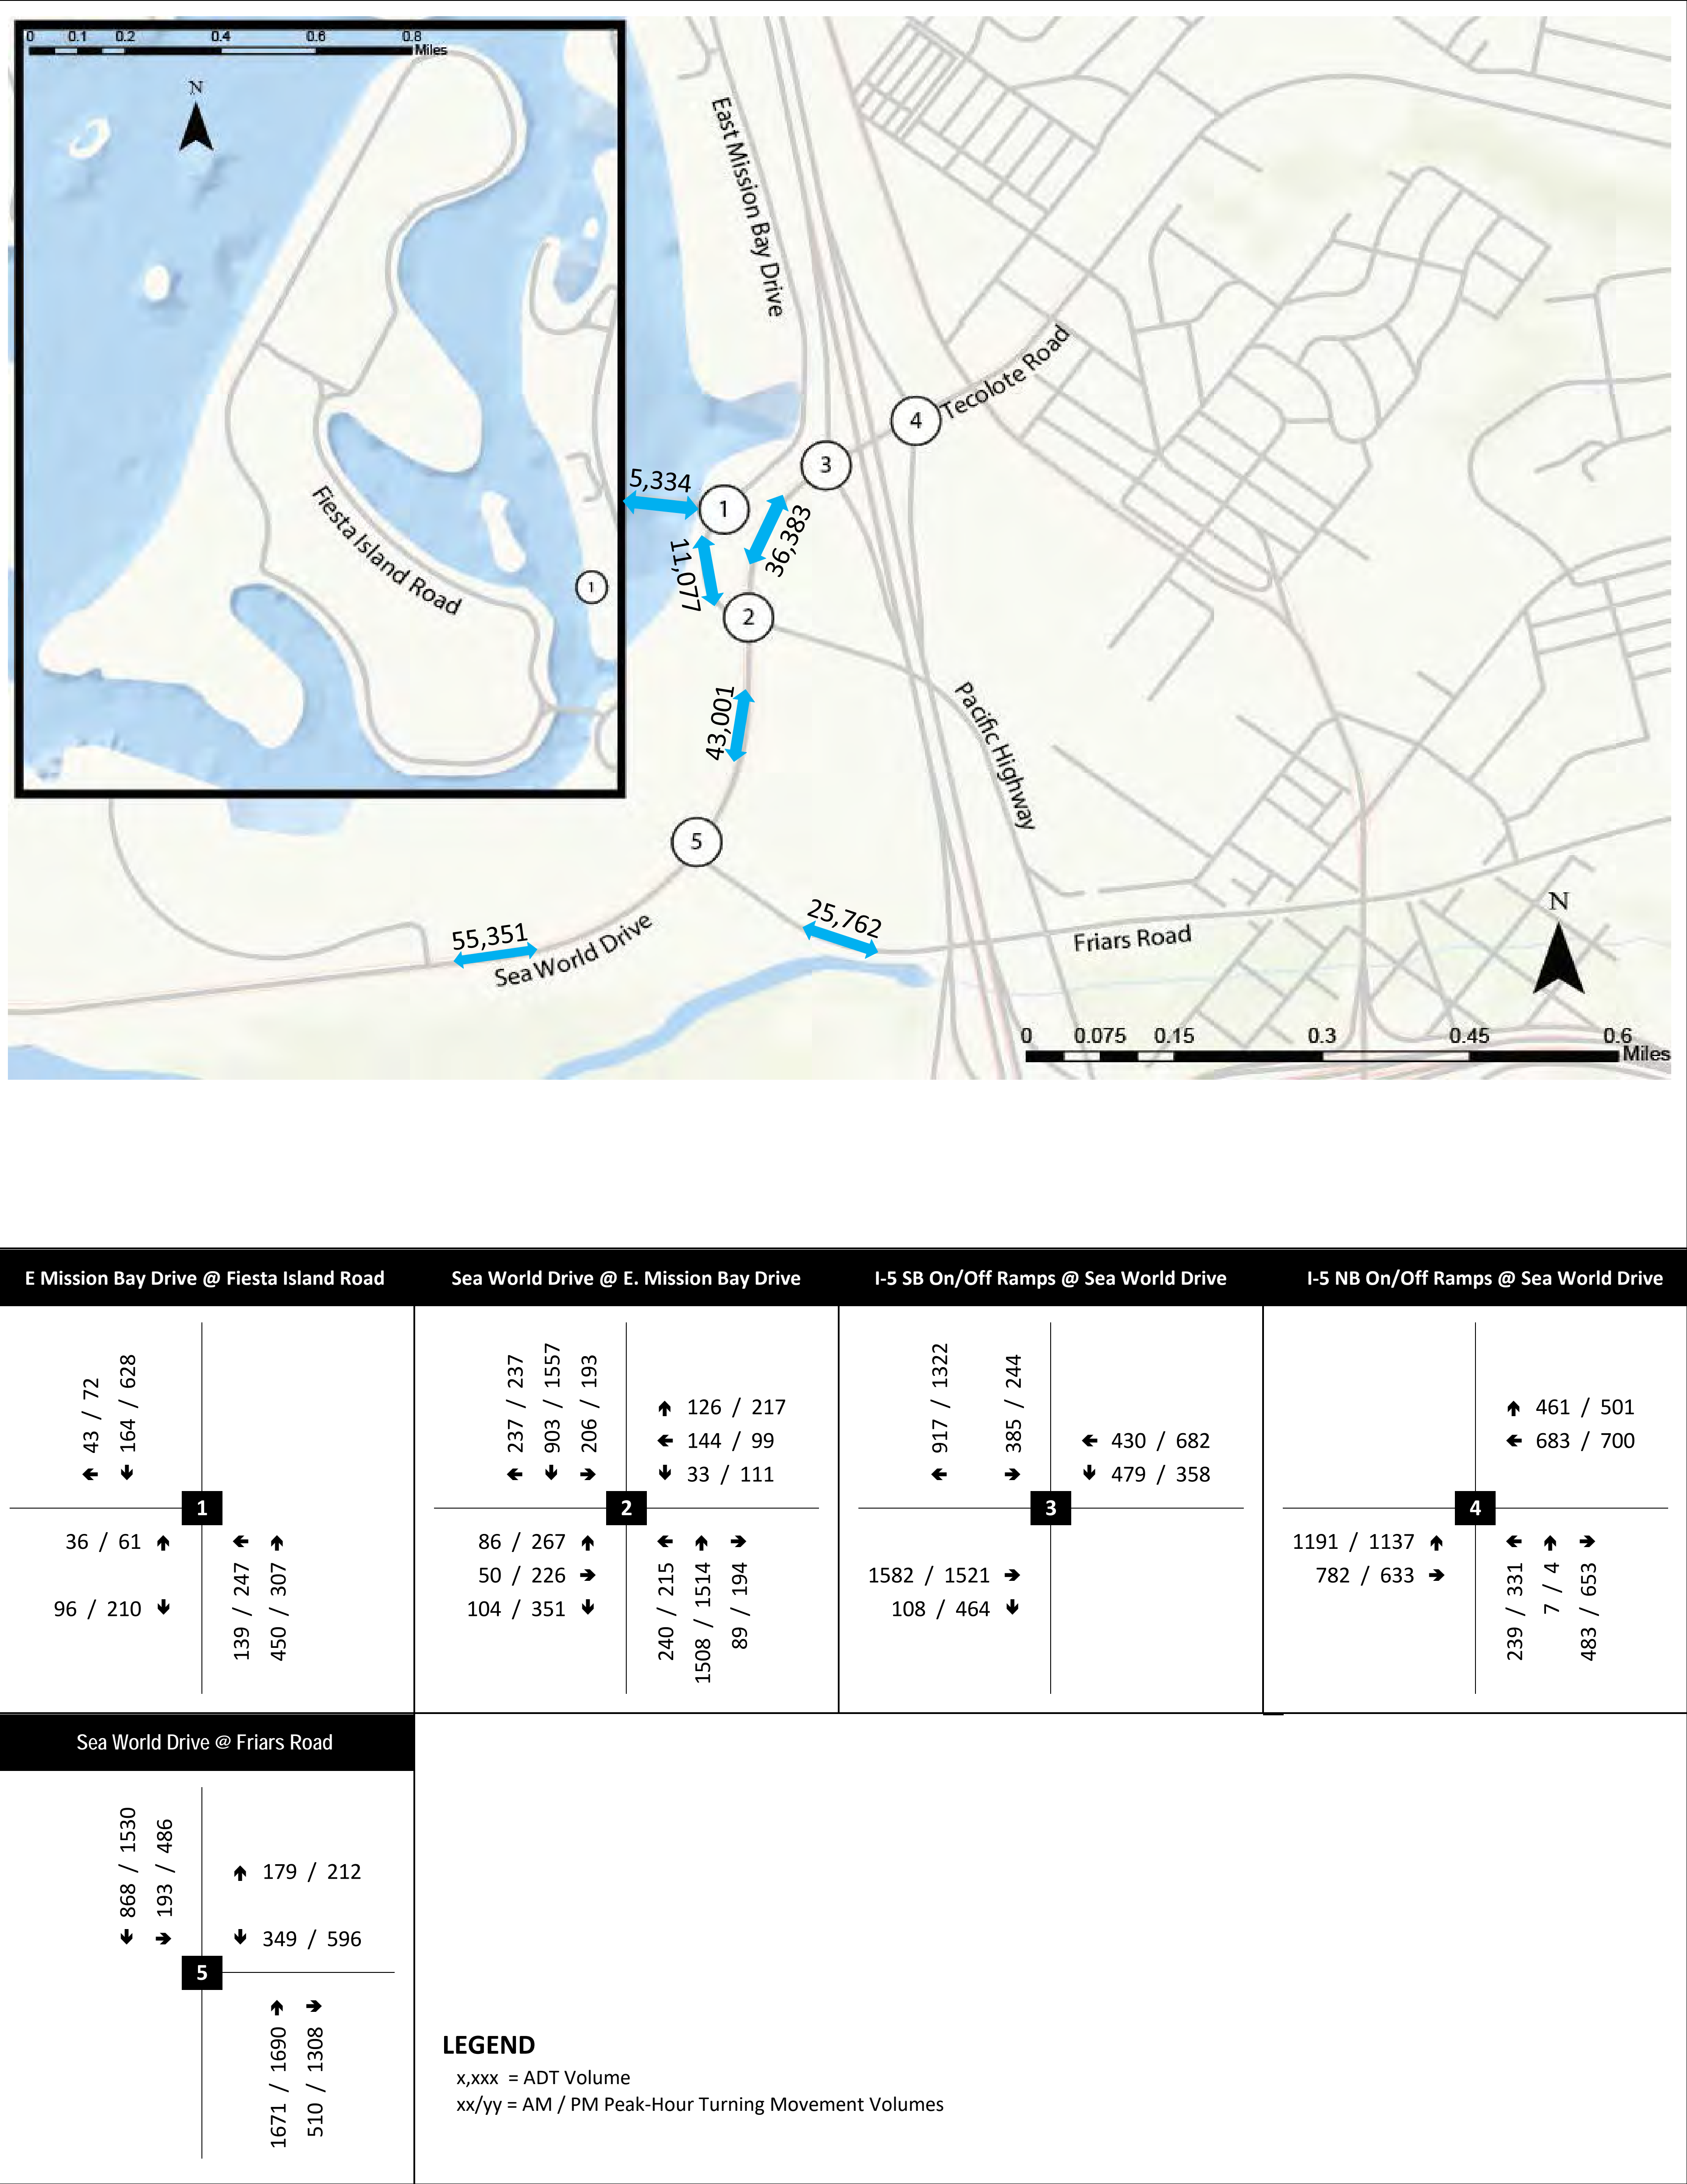 0 0.1 0.2 0.4 0.6 0.8
Miles
N
Fiesta Island Road
1
East Mission Bay Drive
Tecolote Road
4
3
5,334
1
36,383
11,077
2
43,001
Pacific Highway
5
55,351
Sea World Drive
25,762
Friars Road
N
0 0.075 0.15 0.3 0.45 0.6
Miles
E Mission Bay Drive @ Fiesta Island Road
43 / 72
164 / 628
1
36 / 61
96 / 210
139 / 247
450 / 307
Sea World Drive @ E. Mission Bay Drive
237 / 237
903 / 1557
206 / 193
126 / 217
144 / 99
33 / 111
2
86 / 267
50 / 226
104 / 351
240 / 215
1508 / 1514
89 / 194
I-5 SB On/Off Ramps @ Sea World Drive
917 / 1322
385 / 244
430 / 682
479 / 358
3
1582 / 1521
108 / 464
I-5 NB On/Off Ramps @ Sea World Drive
461 / 501
683 / 700
4
1191 / 1137
782 / 633
239 / 331
7 / 4
483 / 653
Sea World Drive @ Friars Road
868 / 1530
193 / 486
179 / 212
349 / 596
5
1671 / 1690
510 / 1308
LEGEND
x,xxx = ADT Volume
xx/yy = AM / PM Peak-Hour Turning Movement Volumes